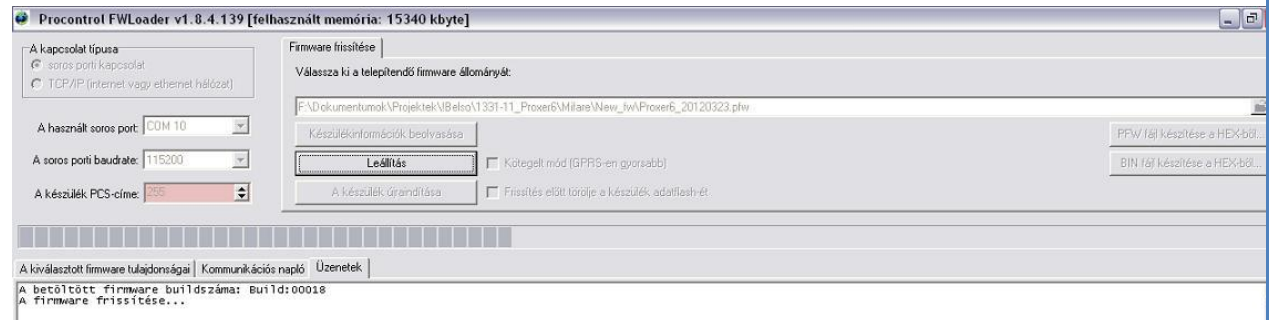 Procontrol FWLoader v1.8.4.139 [felhasznált memória: 15340 kbyte]
A kapcsolat típusa
soros porti kapcsolat
TCP/IP (internet vagy ethernet hálózat)
A használt soros port:
COM 10
A soros porti baudrate:
115200
A készülék PCS-címe:
255
Firmware frissítése
Válassza ki a telepítendő firmware állományát:
F:\Dokumentumok\Projektek\IBelso\1331-11_Proxer6\Milare\New_fw\Proxer6_20120323.pfw
Készülékinformációk beolvasása
Leállítás
Kötegelt mód (GPRS-en gyorsabb)
A készülék újraindítása
Frissítés előtt törölje a készülék adatflash-ét
PFW fájl készítése a HEX-ből...
BIN fájl készítése a HEX-ből...
A kiválasztott firmware tulajdonságai
Kommunikációs napló
Üzenetek
A betöltött firmware buildszáma: Build:00018
A firmware frissítése...